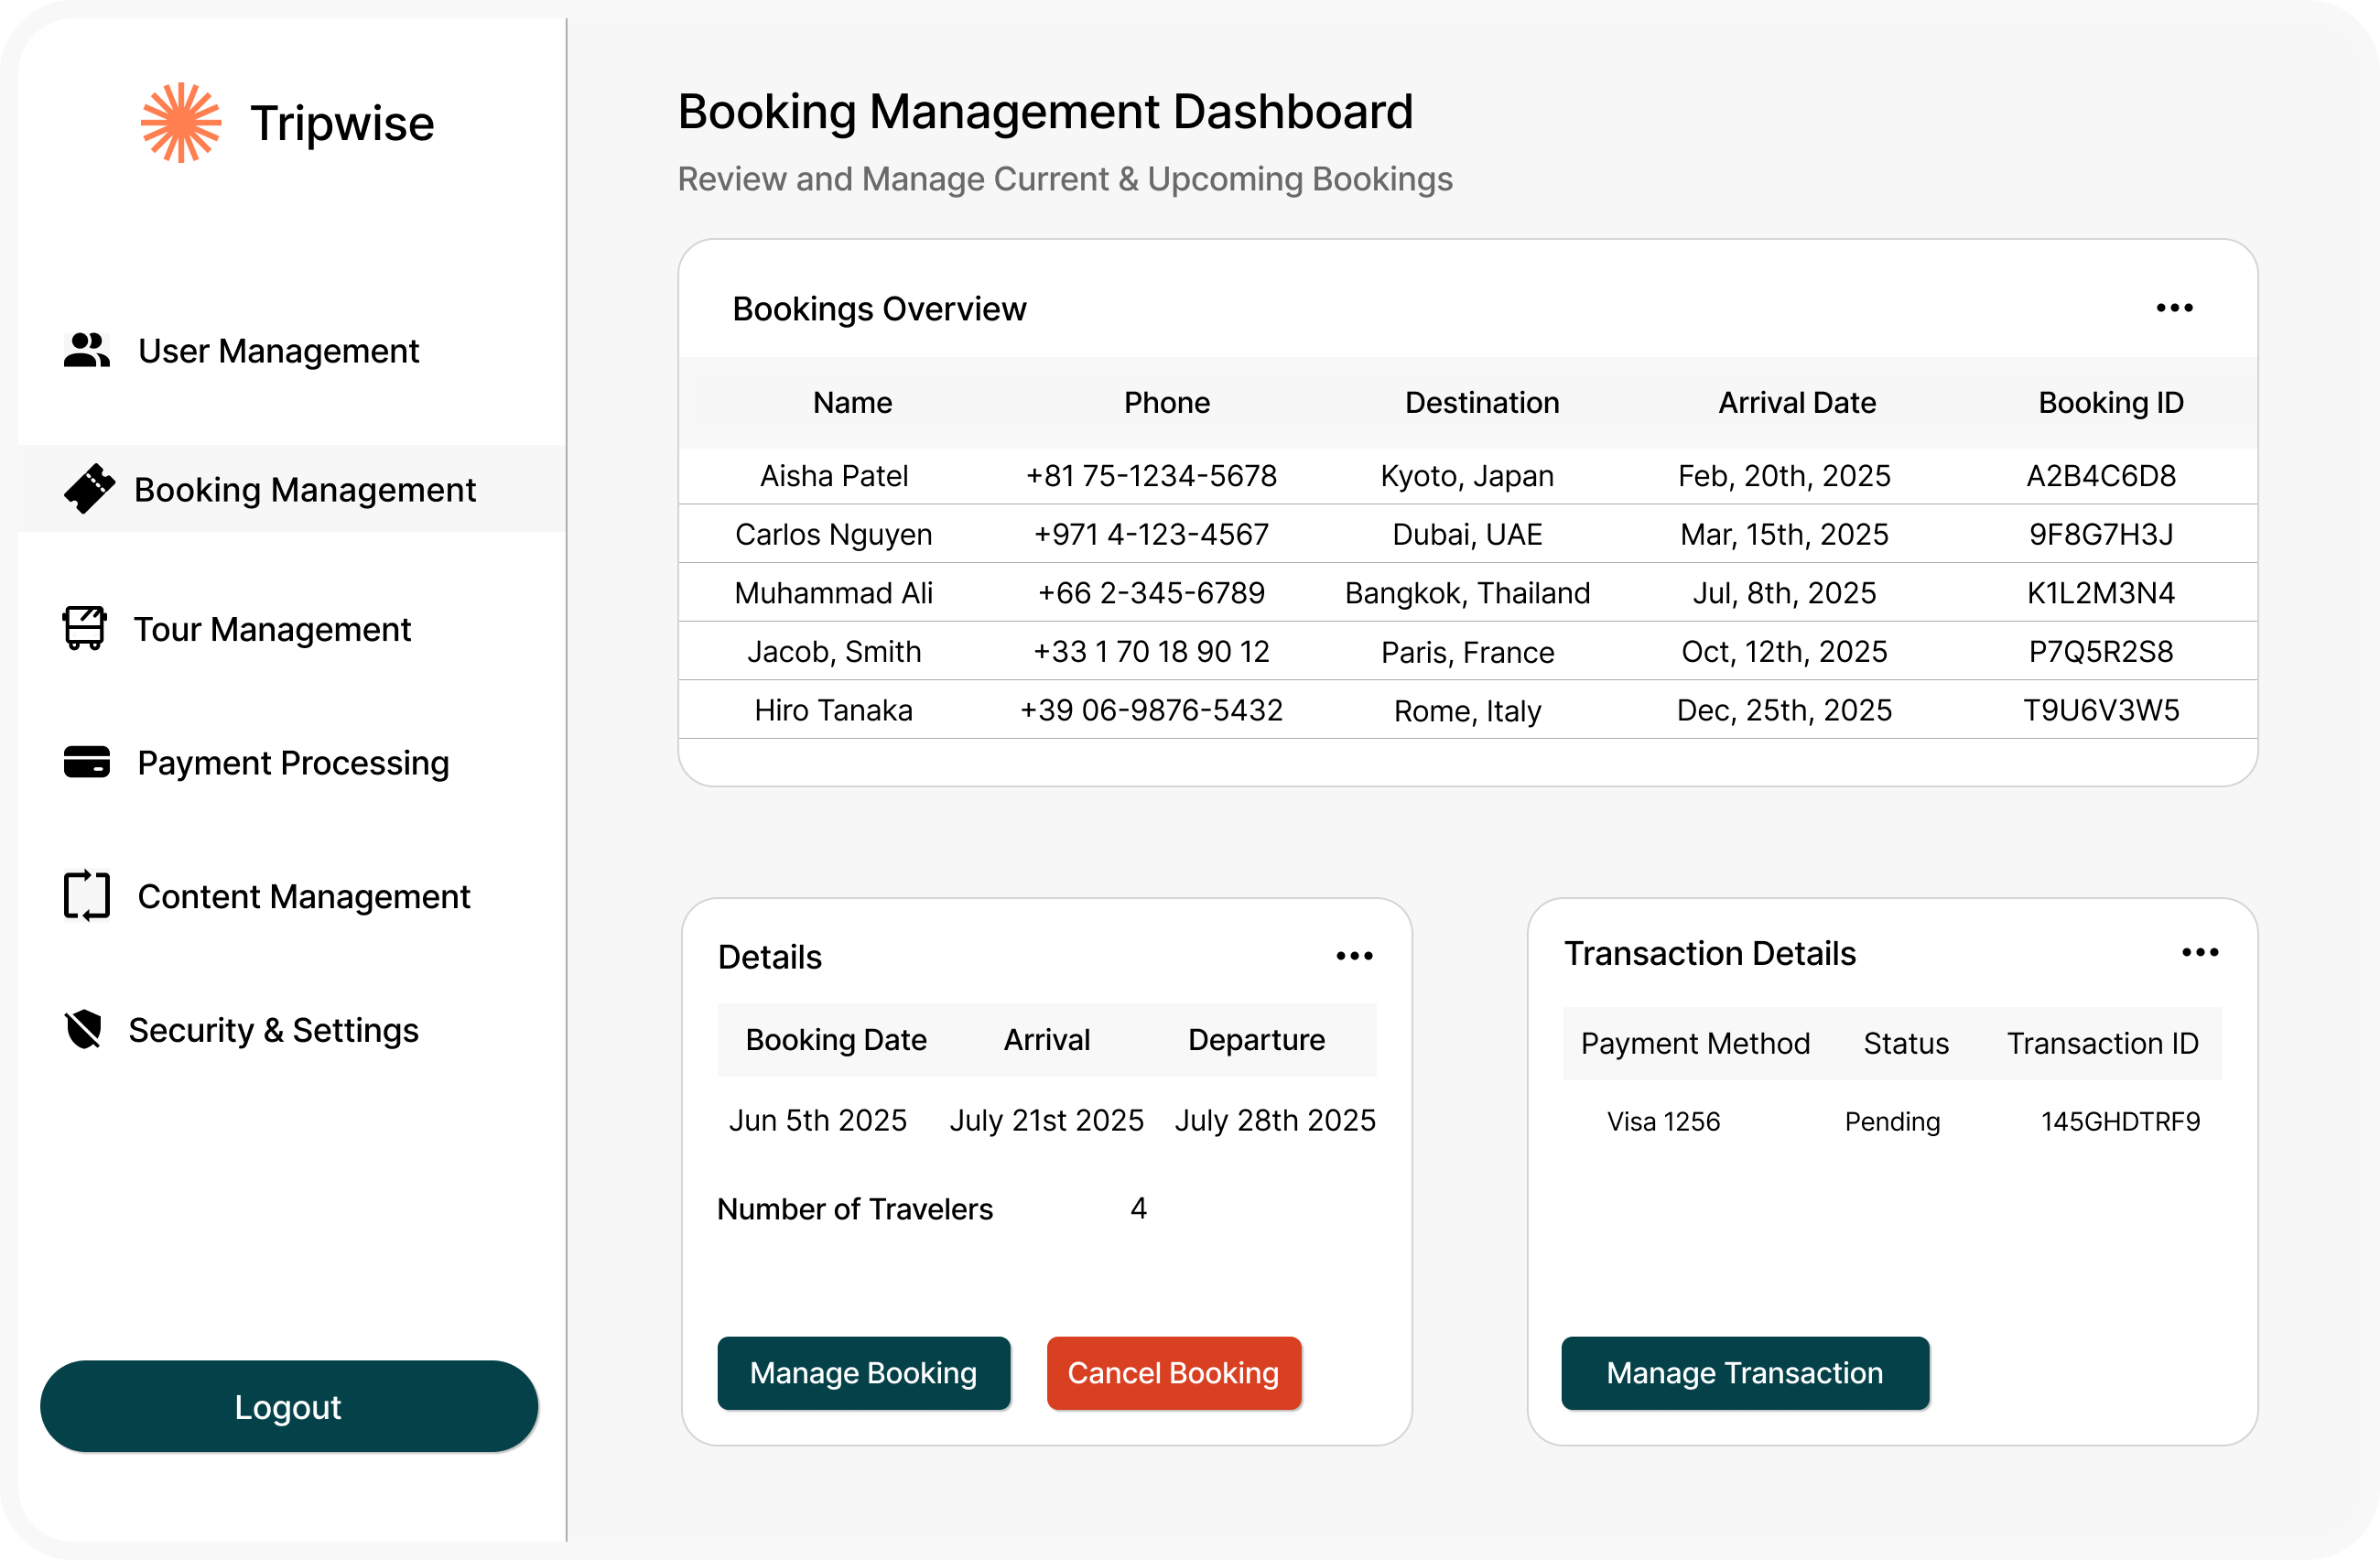 Tripwise
User Management
Booking Management
Tour Management
Payment Processing
Content Management
Security & Settings
Logout
Booking Management Dashboard
Review and Manage Current & Upcoming Bookings
Bookings Overview
Name Phone Destination Arrival Date Booking ID
Aisha Patel +81 75-1234-5678 Kyoto, Japan Feb, 20th, 2025 A2B4C6D8
Carlos Nguyen +971 4-123-4567 Dubai, UAE Mar, 15th, 2025 9F8G7H3J
Muhammad Ali +66 2-345-6789 Bangkok, Thailand Jul, 8th, 2025 K1L2M3N4
Jacob, Smith +33 1 70 18 90 12 Paris, France Oct, 12th, 2025 P7Q5R2S8
Hiro Tanaka +39 06-9876-5432 Rome, Italy Dec, 25th, 2025 T9U6V3W5
Details
Booking Date Arrival Departure
Jun 5th 2025 July 21st 2025 July 28th 2025
Number of Travelers 4
Manage Booking Cancel Booking
Transaction Details
Payment Method Status Transaction ID
Visa 1256 Pending 145GHDTRF9
Manage Transaction